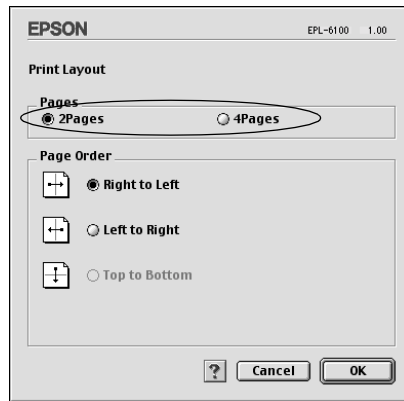 EPSON EPL-6100 1.00
Print Layout
Pages
2Pages 4Pages
Page Order
Right to Left
Left to Right
Top to Bottom
? Cancel OK